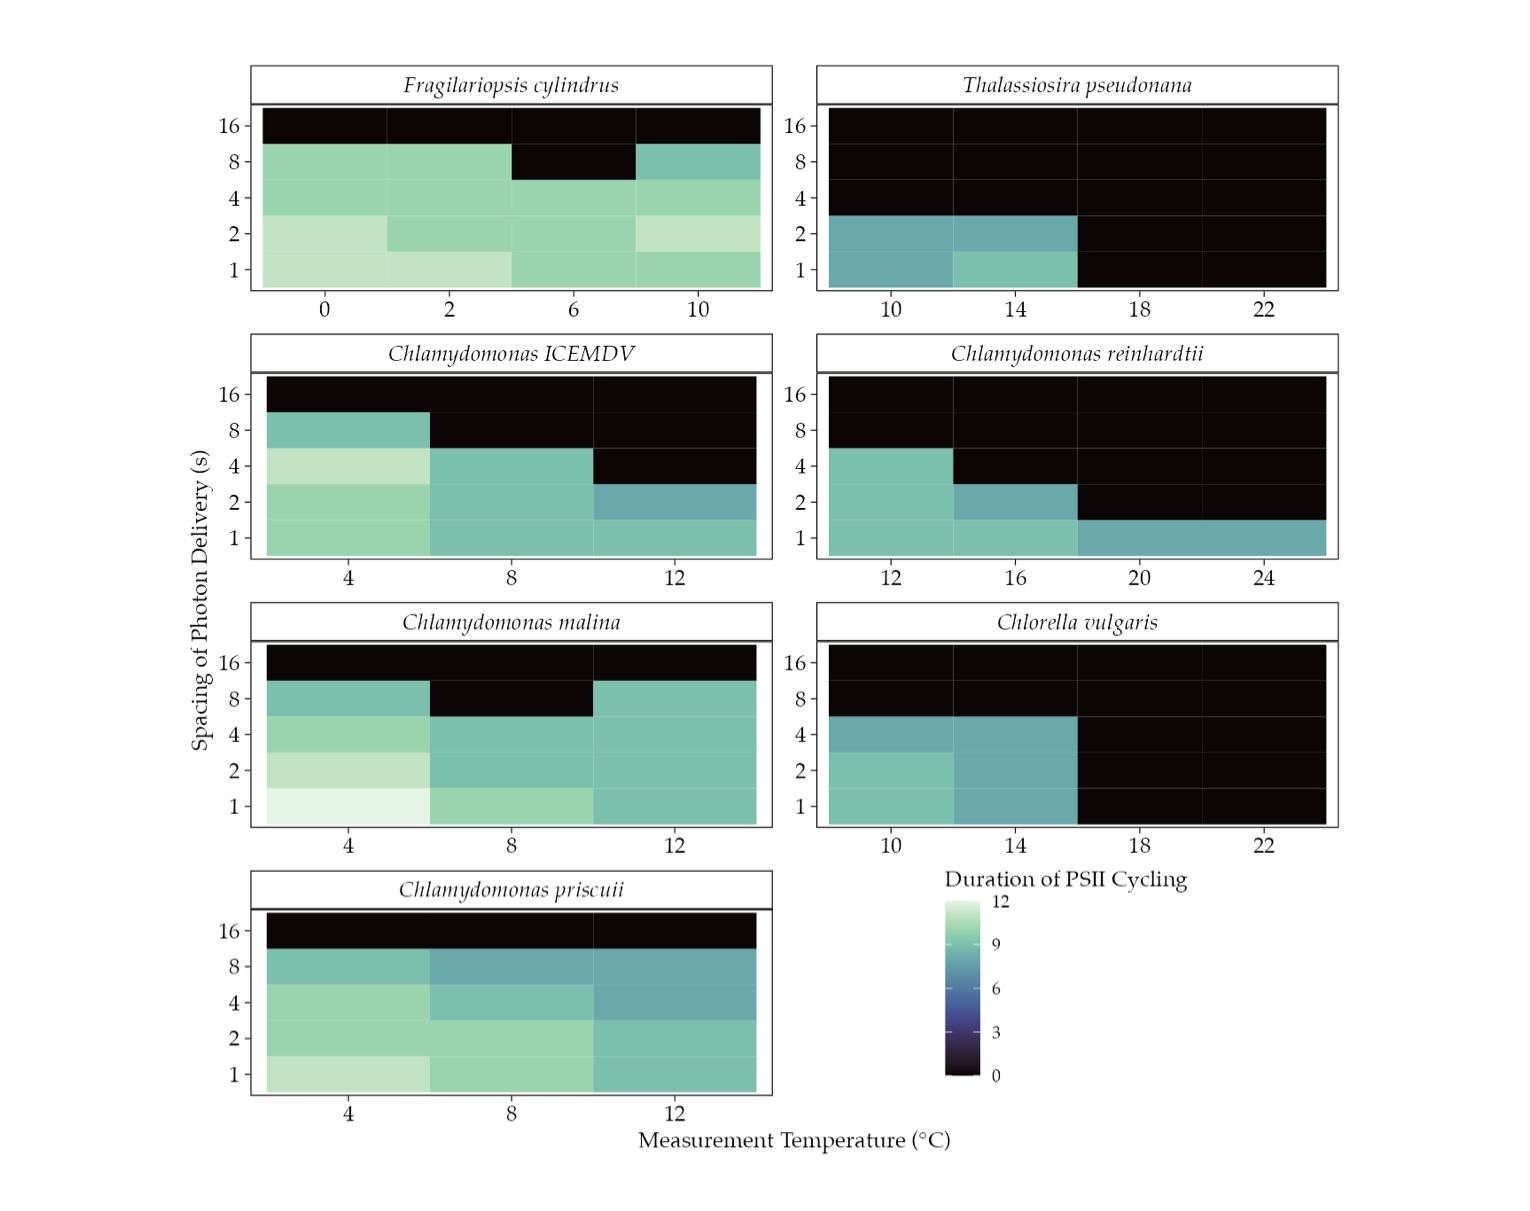 Fragilariopsis cylindrus
16
8
4
2
1
0 2 6 10
Thalassiosira pseudonana
16
8
4
2
1
10 14 18 22
Chlamydomonas ICEMDV
16
8
4
2
1
4 8 12
Chlamydomonas reinhardtii
16
8
4
2
1
12 16 20 24
Spacing of Photon Delivery (s)
Chlamydomonas malina
16
8
4
2
1
4 8 12
Chlorella vulgaris
16
8
4
2
1
10 14 18 22
Chlamydomonas priscuii
16
8
4
2
1
4 8 12
Duration of PSII Cycling
12
9
6
3
0
Measurement Temperature (°C)